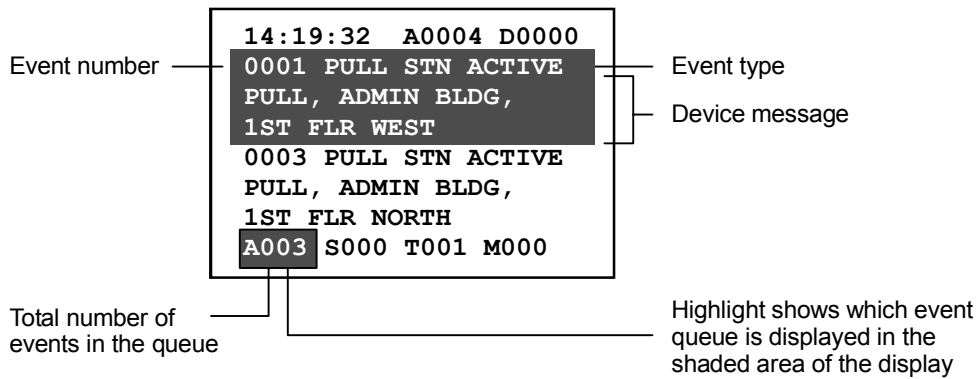 14:19:32 A0004 D0000
Event number
0001 PULL STN ACTIVE
Event type
PULL, ADMIN BLDG,
Device message
1ST FLR WEST
0003 PULL STN ACTIVE
PULL, ADMIN BLDG,
1ST FLR NORTH
A003 S000 T001 M000
Total number of
events in the queue
Highlight shows which event
queue is displayed in the
shaded area of the display